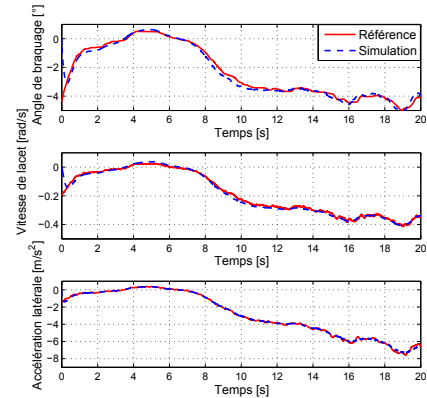 Angle de braquage [°]
0
−2
−4
Référence
Simulation
0 2 4 6 8 10 12 14 16 18 20
Temps [s]
Vitesse de lacet [rad/s]
0
−0.2
−0.4
0 2 4 6 8 10 12 14 16 18 20
Temps [s]
Accélération latérale [m/s²]
0
−2
−4
−6
−8
0 2 4 6 8 10 12 14 16 18 20
Temps [s]